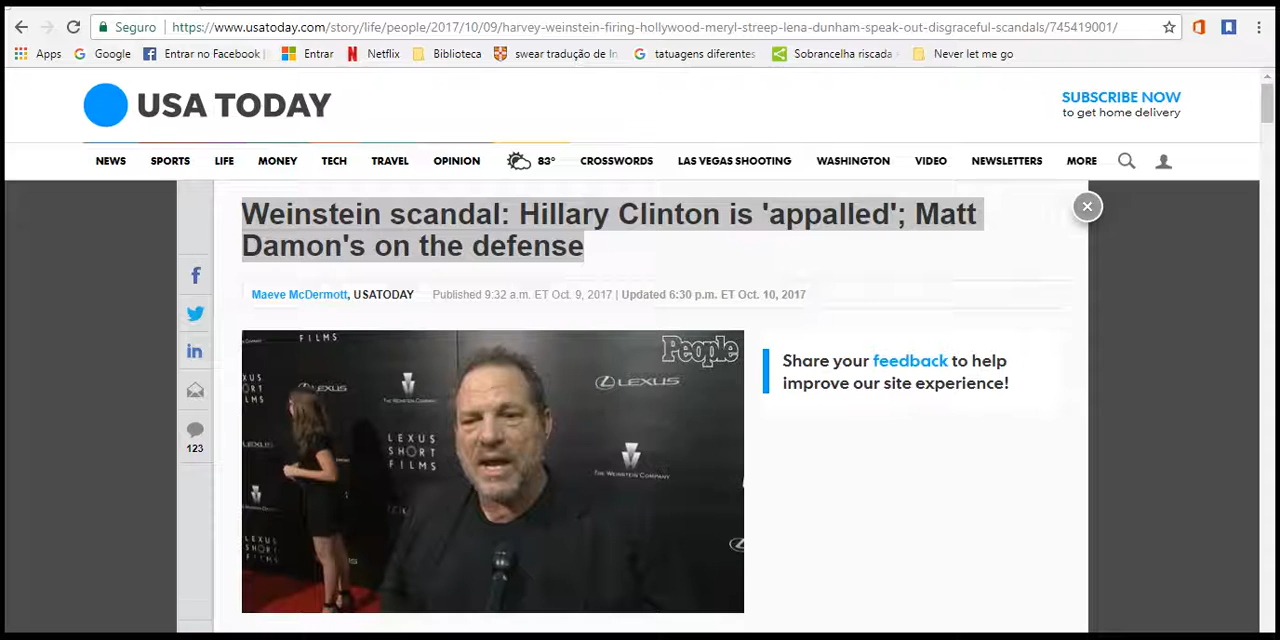 Seguro
https://www.usatoday.com/story/life/people/2017/10/09/harvey-weinstein-firing-hollywood-meryl-streep-lena-dunham-speak-out-disgraceful-scandals/745419001/
Apps Google Entrar no Facebook Entrar Netflix Biblioteca swear tradução de In tatuagens diferentes Sobrancelha riscada Never let me go
USA TODAY
SUBSCRIBE NOW
to get home delivery
NEWS SPORTS LIFE MONEY TECH TRAVEL OPINION 83° CROSSWORDS LAS VEGAS SHOOTING WASHINGTON VIDEO NEWSLETTERS MORE
Weinstein scandal: Hillary Clinton is 'appalled'; Matt
Damon's on the defense
Maeve McDermott, USATODAY Published 9:32 a.m. ET Oct. 9, 2017 | Updated 6:30 p.m. ET Oct. 10, 2017
123
FILMS
People
LEXUS
LEXUS
THE WEINSTEIN COMPANY
LEXUS
SHORT
FILMS
THE WEINSTEIN COMPANY
Share your feedback to help
improve our site experience!